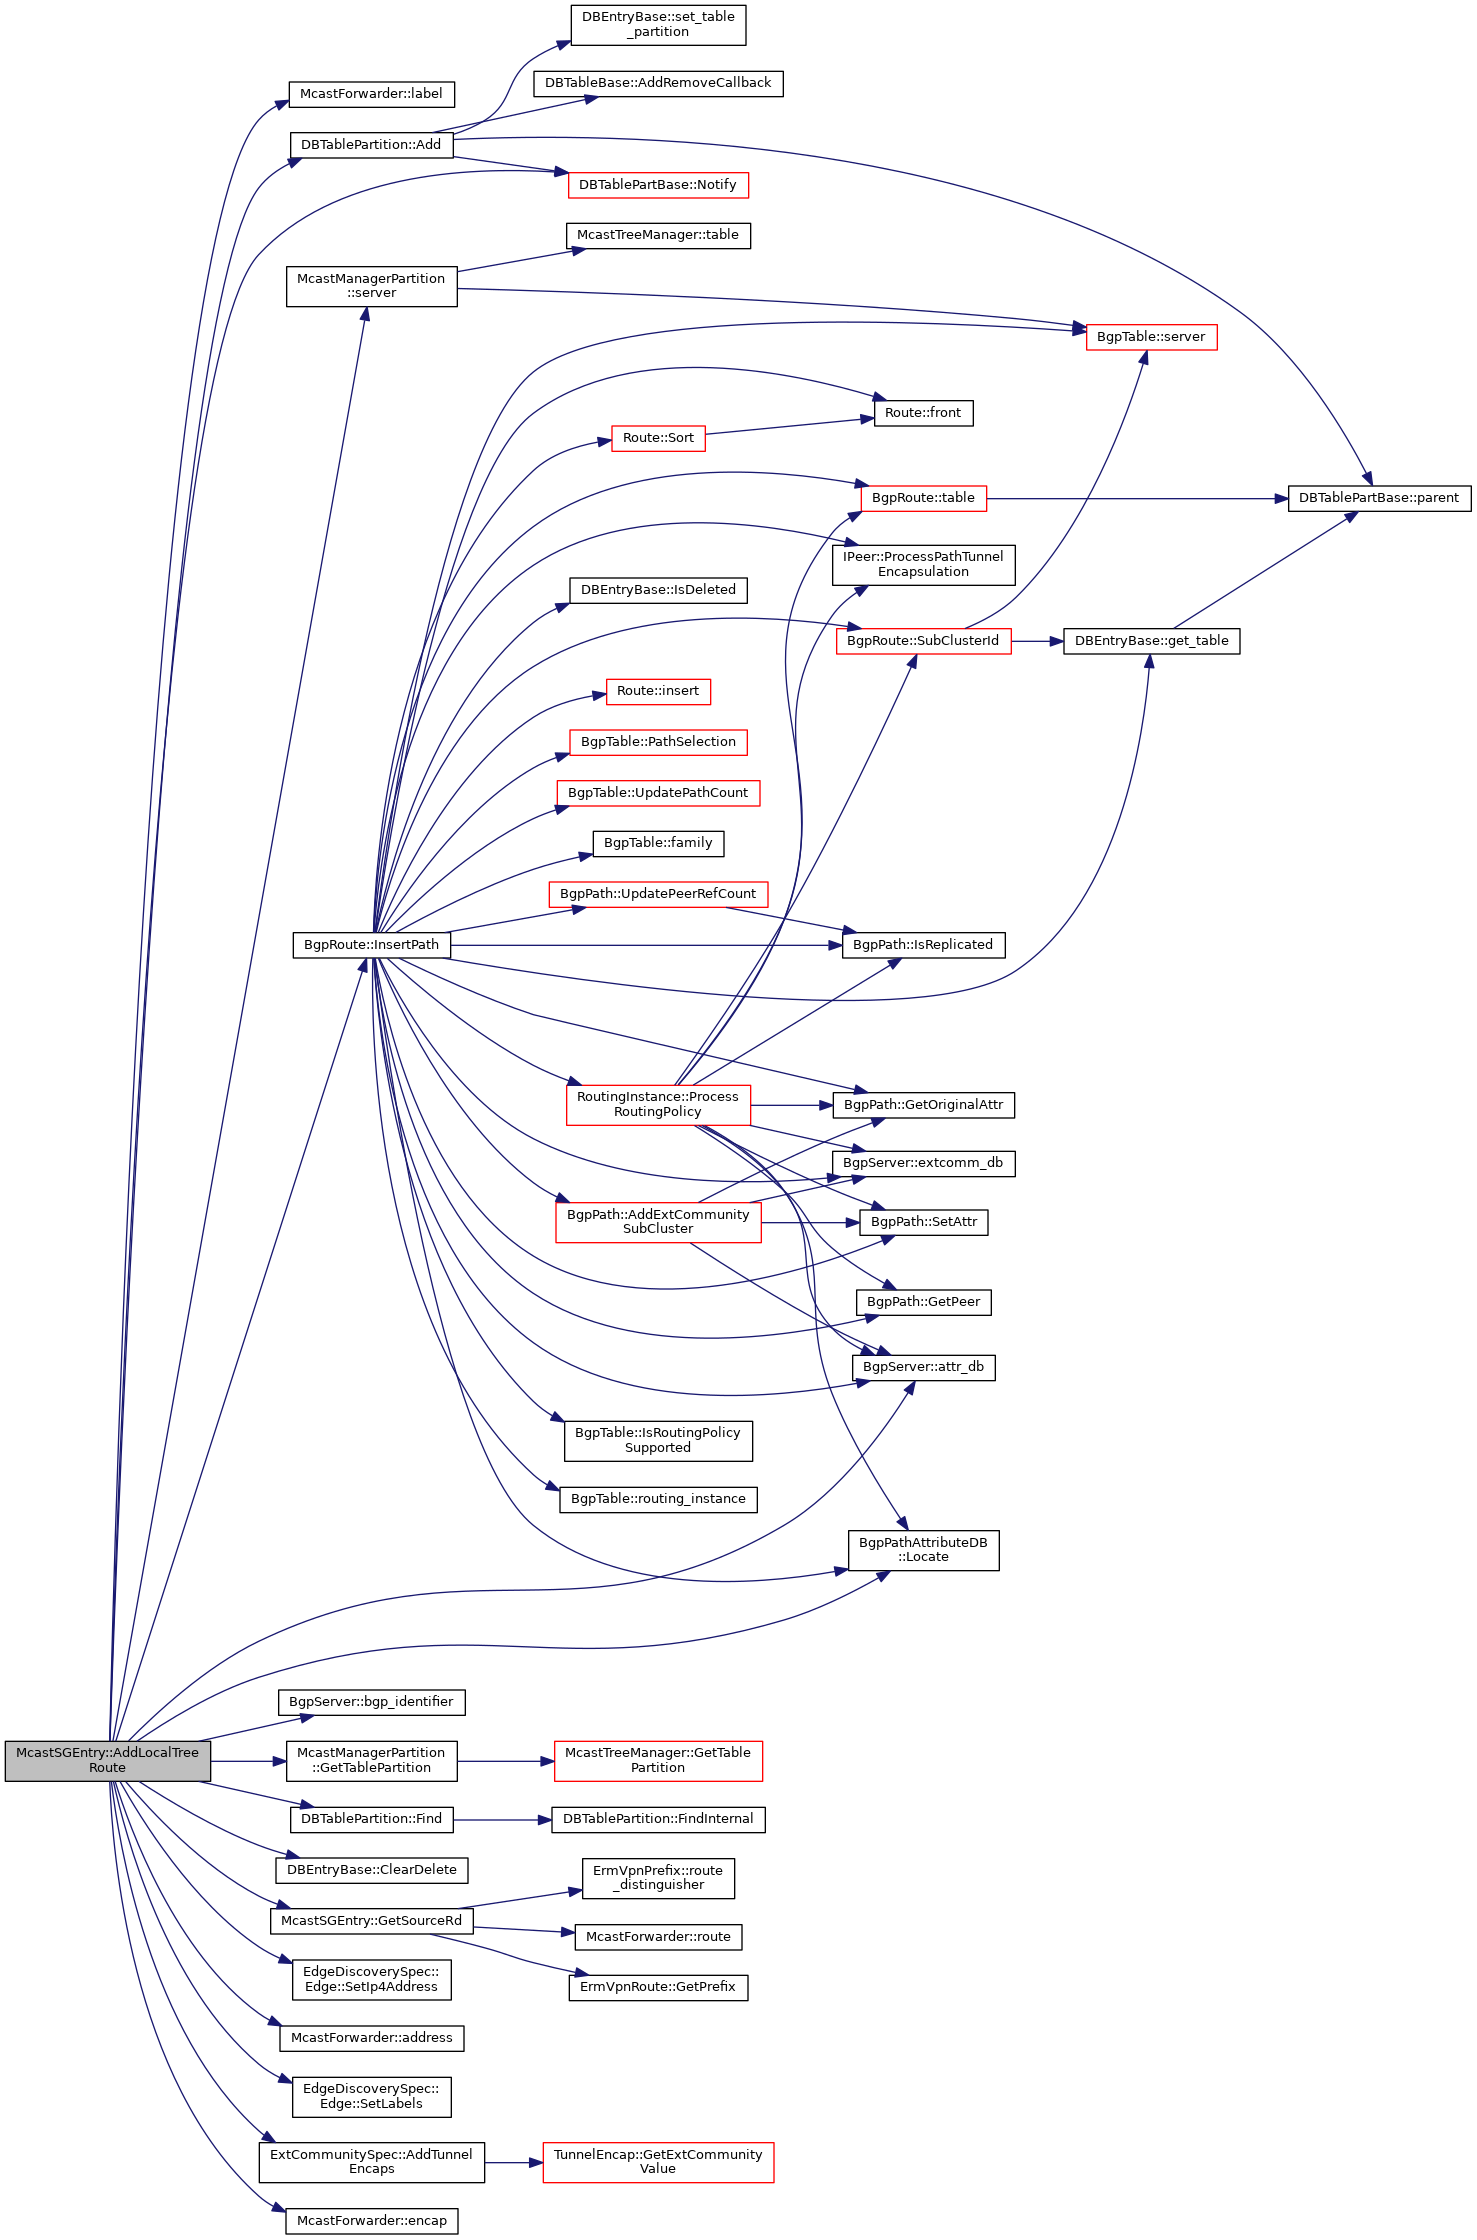 DBEntryBase::set_table
_partition
DBTableBase::AddRemoveCallback
McastForwarder::label
DBTablePartition::Add
DBTablePartBase::Notify
McastTreeManager::table
McastManagerPartition
::server
BgpTable::server
Route::front
Route::Sort
BgpRoute::table
DBTablePartBase::parent
IPeer::ProcessPathTunnel
Encapsulation
DBEntryBase::IsDeleted
BgpRoute::SubClusterId
DBEntryBase::get_table
Route::insert
BgpTable::PathSelection
BgpTable::UpdatePathCount
BgpTable::family
BgpPath::UpdatePeerRefCount
BgpRoute::InsertPath
BgpPath::IsReplicated
RoutingInstance::Process
RoutingPolicy
BgpPath::GetOriginalAttr
BgpServer::extcomm_db
BgpPath::AddExtCommunity
SubCluster
BgpPath::SetAttr
BgpPath::GetPeer
BgpServer::attr_db
BgpTable::IsRoutingPolicy
Supported
BgpTable::routing_instance
BgpPathAttributeDB
::Locate
BgpServer::bgp_identifier
McastSGEntry::AddLocalTree
Route
McastManagerPartition
::GetTablePartition
McastTreeManager::GetTable
Partition
DBTablePartition::Find
DBTablePartition::FindInternal
DBEntryBase::ClearDelete
ErmVpnPrefix::route
_distinguisher
McastSGEntry::GetSourceRd
McastForwarder::route
EdgeDiscoverySpec::
Edge::SetIp4Address
ErmVpnRoute::GetPrefix
McastForwarder::address
EdgeDiscoverySpec::
Edge::SetLabels
ExtCommunitySpec::AddTunnel
Encaps
TunnelEncap::GetExtCommunity
Value
McastForwarder::encap